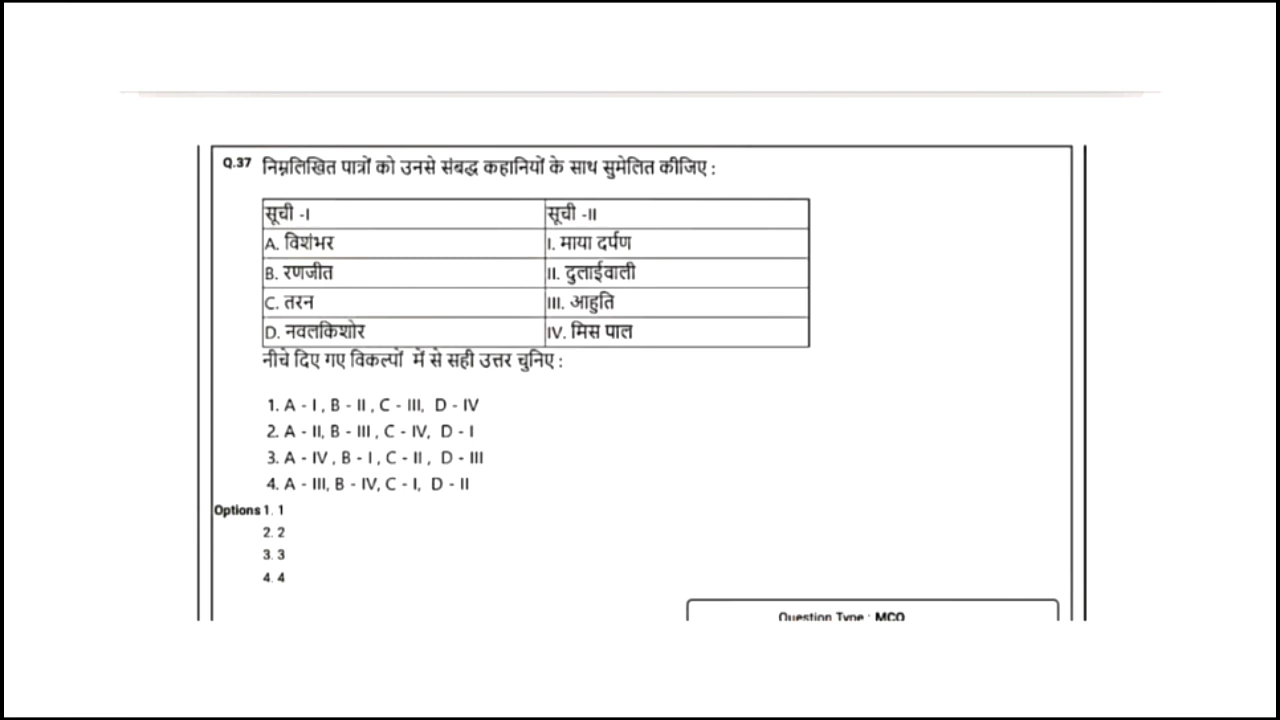 Q.37 निम्नलिखित पात्रों को उनसे संबद्ध कहानियों के साथ सुमेलित कीजिए :
सूची -I सूची -II
A. विशंभर I. माया दर्पण
B. रणजीत II. दुलाईवाली
C. तरन III. आहुति
D. नवलकिशोर IV. मिस पाल
नीचे दिए गए विकल्पों में से सही उत्तर चुनिए :
1. A - I , B - II , C - III, D - IV
2. A - II, B - III , C - IV, D - I
3. A - IV , B - I , C - II , D - III
4. A - III, B - IV, C - I, D - II
Options 1. 1
2. 2
3. 3
4. 4
Question Type : MCQ